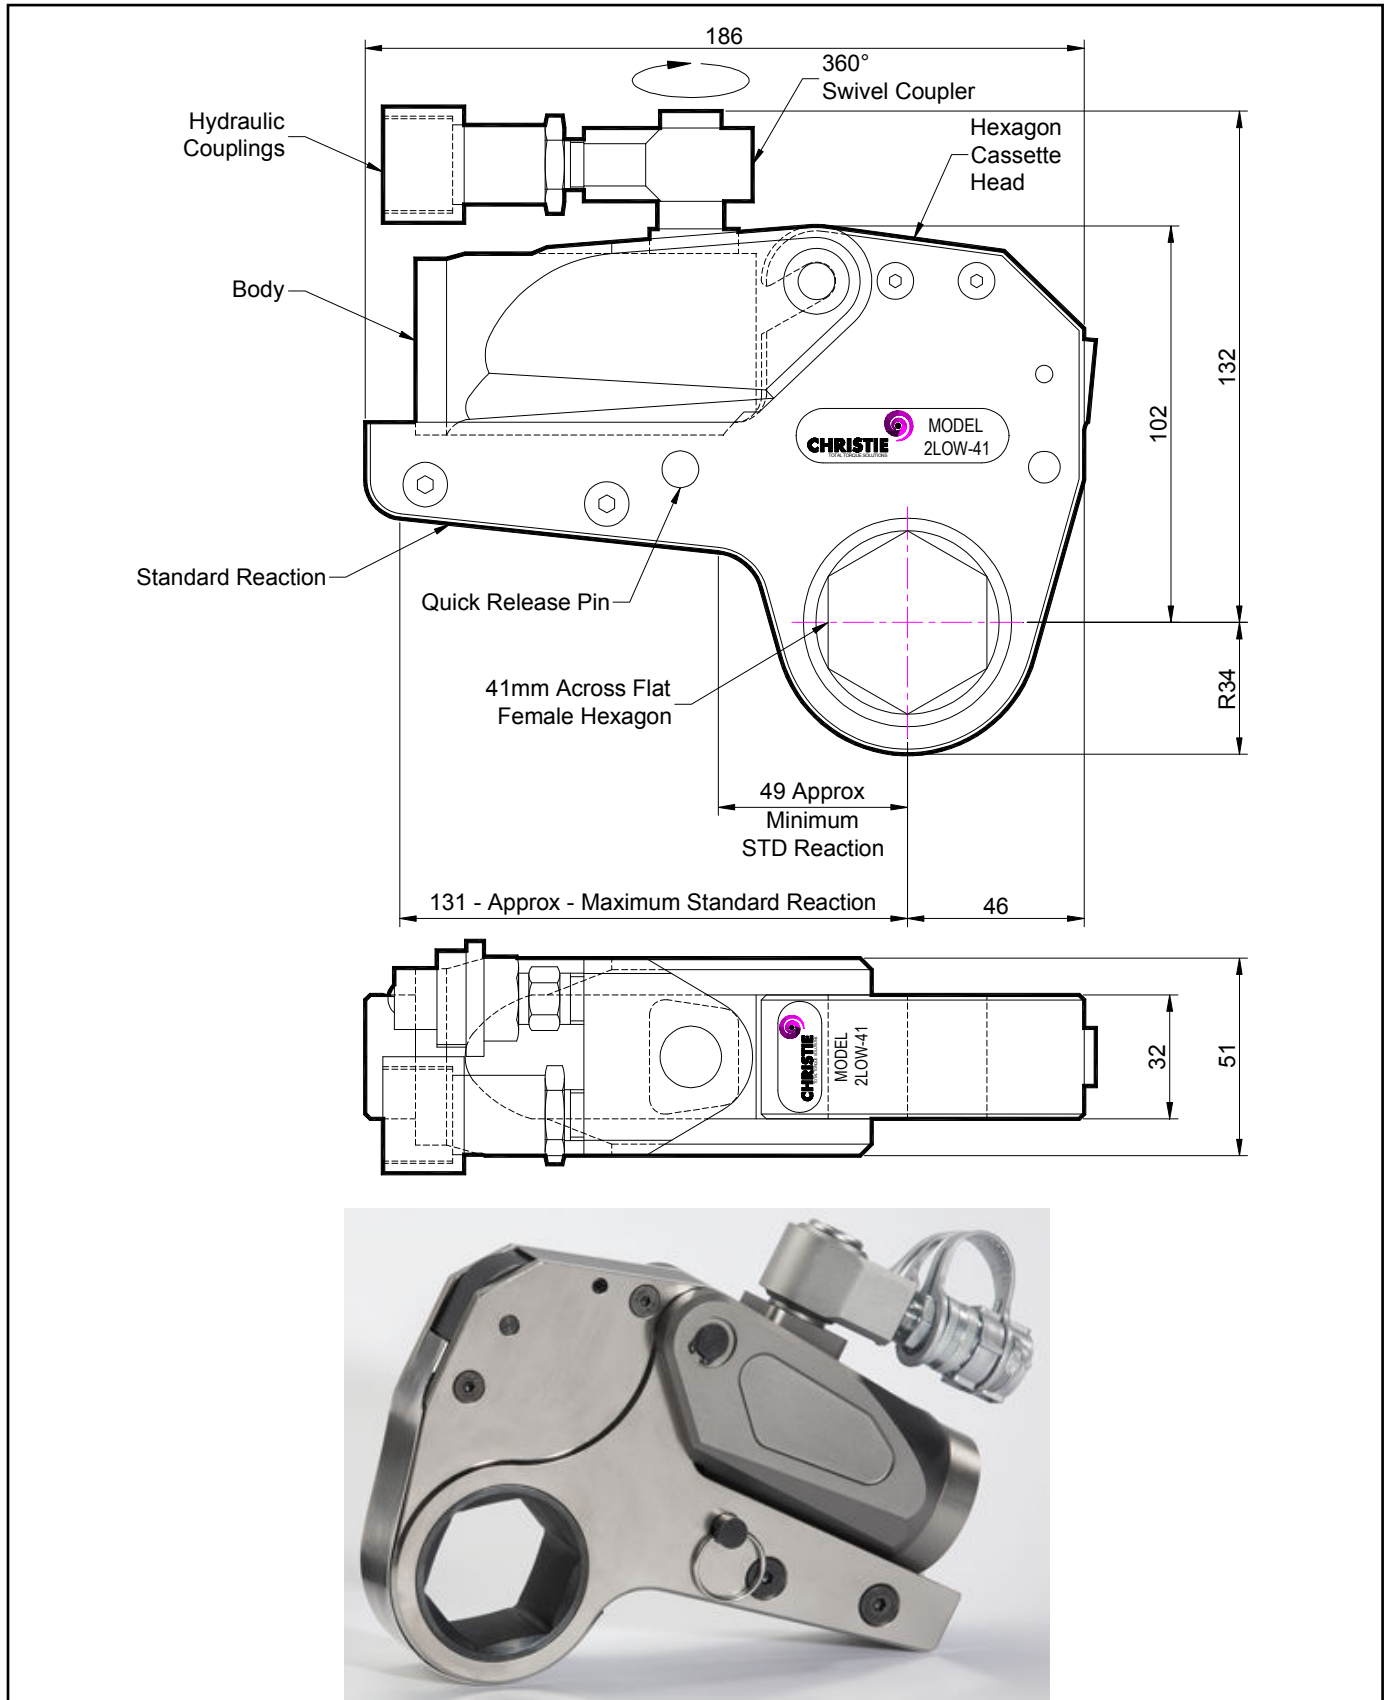 186
360°
Swivel Coupler
Hydraulic
Couplings
Hexagon
Cassette
Head
Body
132
102
CHRISTIE
TOTAL TORQUE SOLUTIONS
MODEL
2LOW-41
Standard Reaction
Quick Release Pin
41mm Across Flat
Female Hexagon
R34
49 Approx
Minimum
STD Reaction
131 - Approx - Maximum Standard Reaction
46
CHRISTIE
MODEL
2LOW-41
32
51